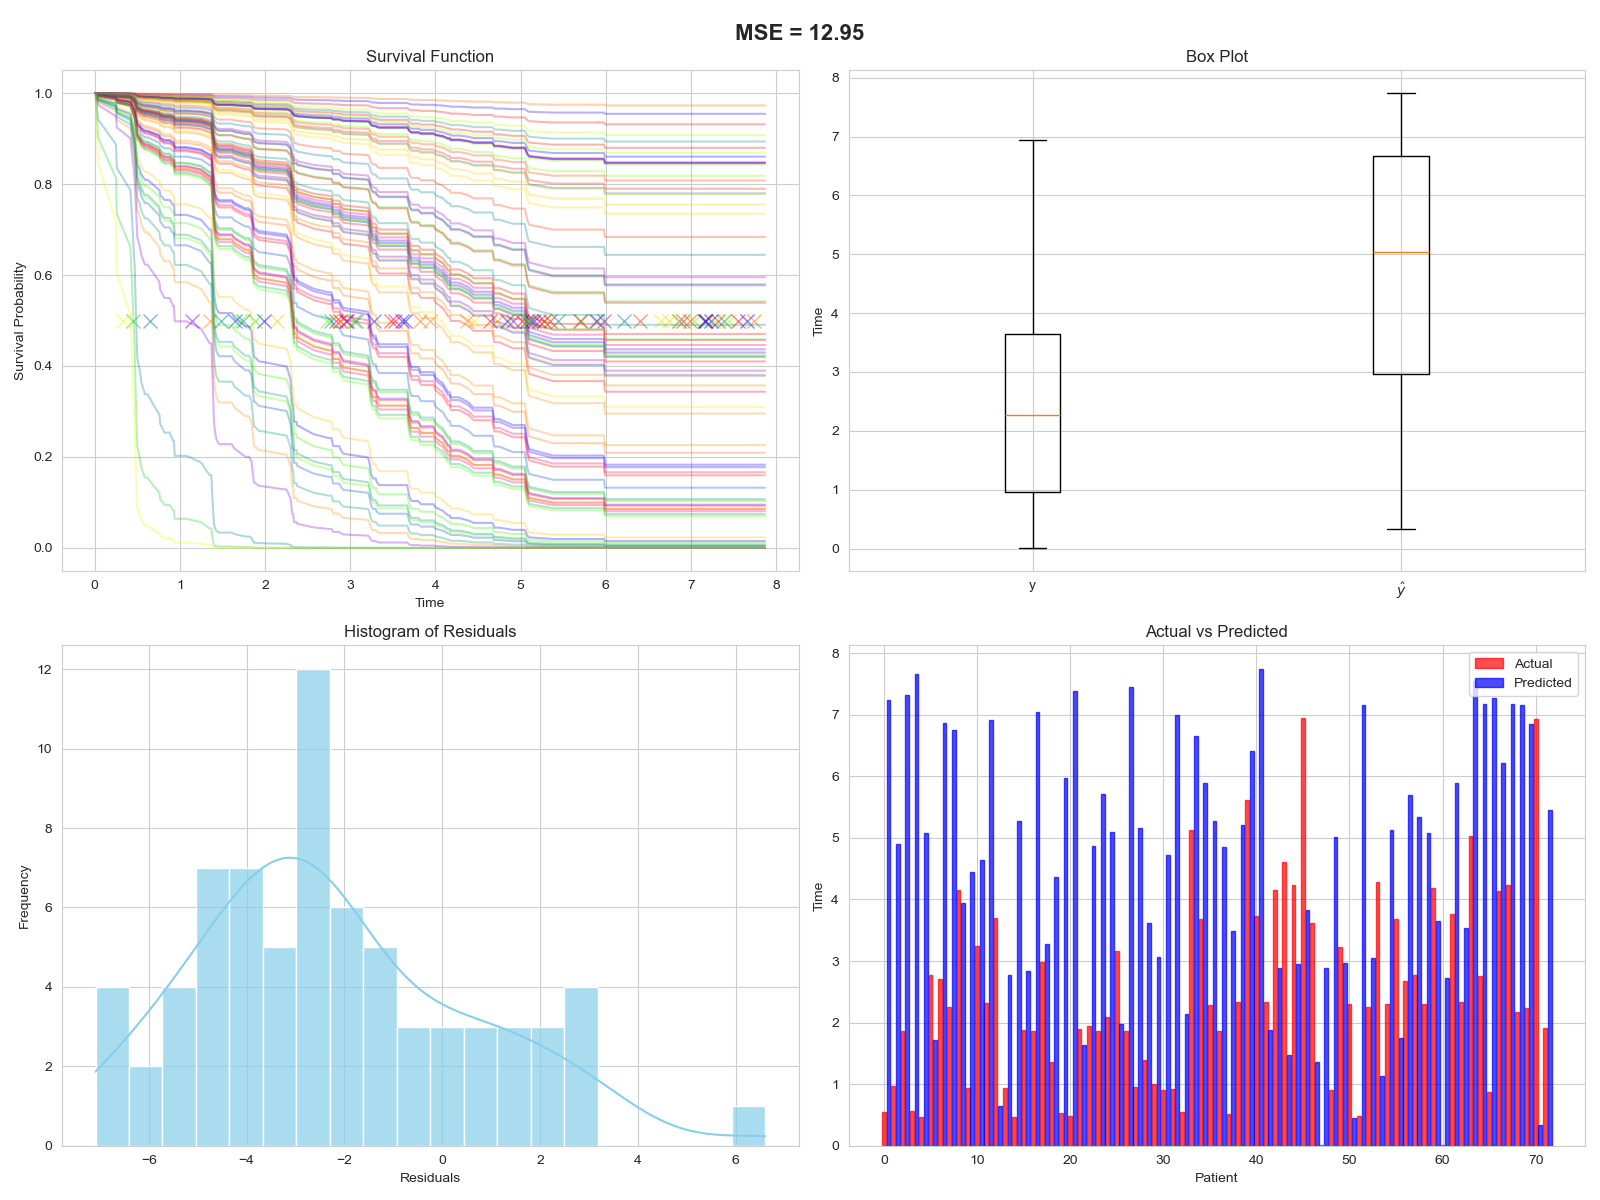 MSE = 12.95
Survival Function
1.0
0.8
0.6
0.4
0.2
0.0
Survival Probability
0 1 2 3 4 5 6 7 8
Time
Box Plot
8
7
6
5
4
3
2
1
0
Time
y ŷ
Histogram of Residuals
12
10
8
6
4
2
0
Frequency
−6 −4 −2 0 2 4 6
Residuals
Actual vs Predicted
Actual
Predicted
8
7
6
5
4
3
2
1
0
Time
0 10 20 30 40 50 60 70
Patient